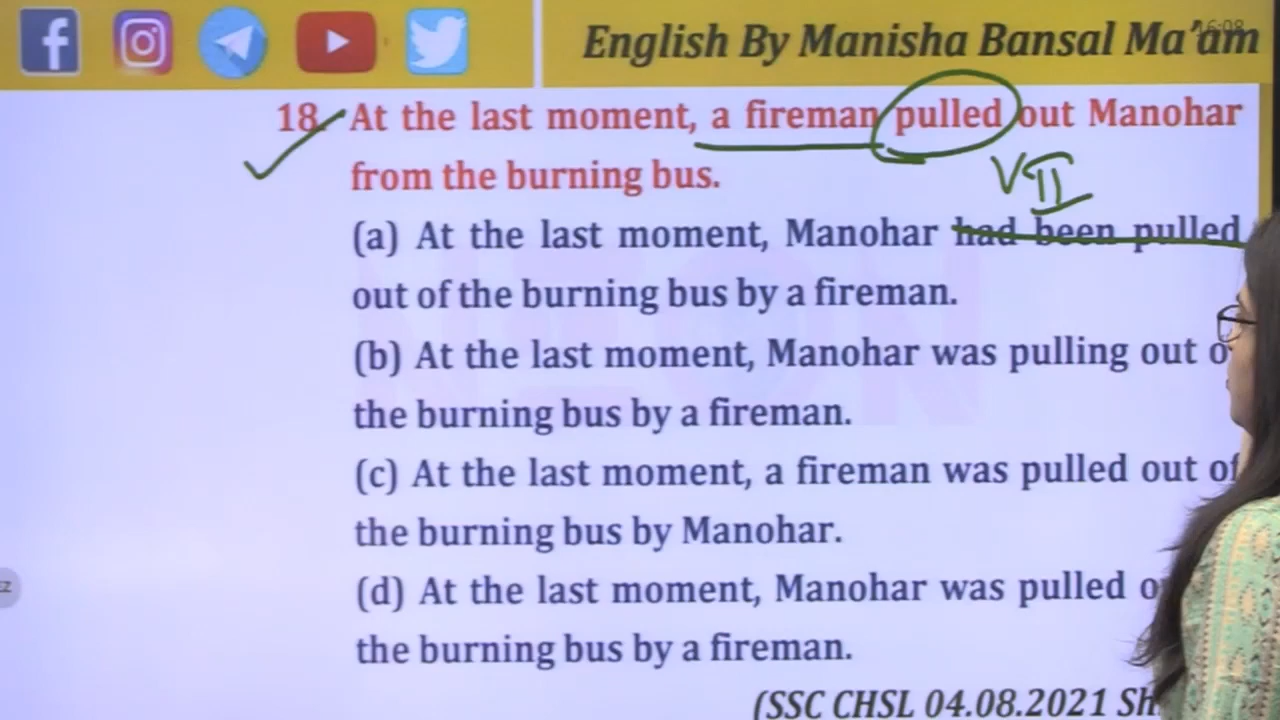 English By Manisha Bansal Ma'am
16:08
18. At the last moment, a fireman pulled out Manohar
from the burning bus.
VII
(a) At the last moment, Manohar had been pulled
out of the burning bus by a fireman.
(b) At the last moment, Manohar was pulling out o
the burning bus by a fireman.
(c) At the last moment, a fireman was pulled out of
the burning bus by Manohar.
(d) At the last moment, Manohar was pulled o
the burning bus by a fireman.
(SSC CHSL 04.08.2021 Sh